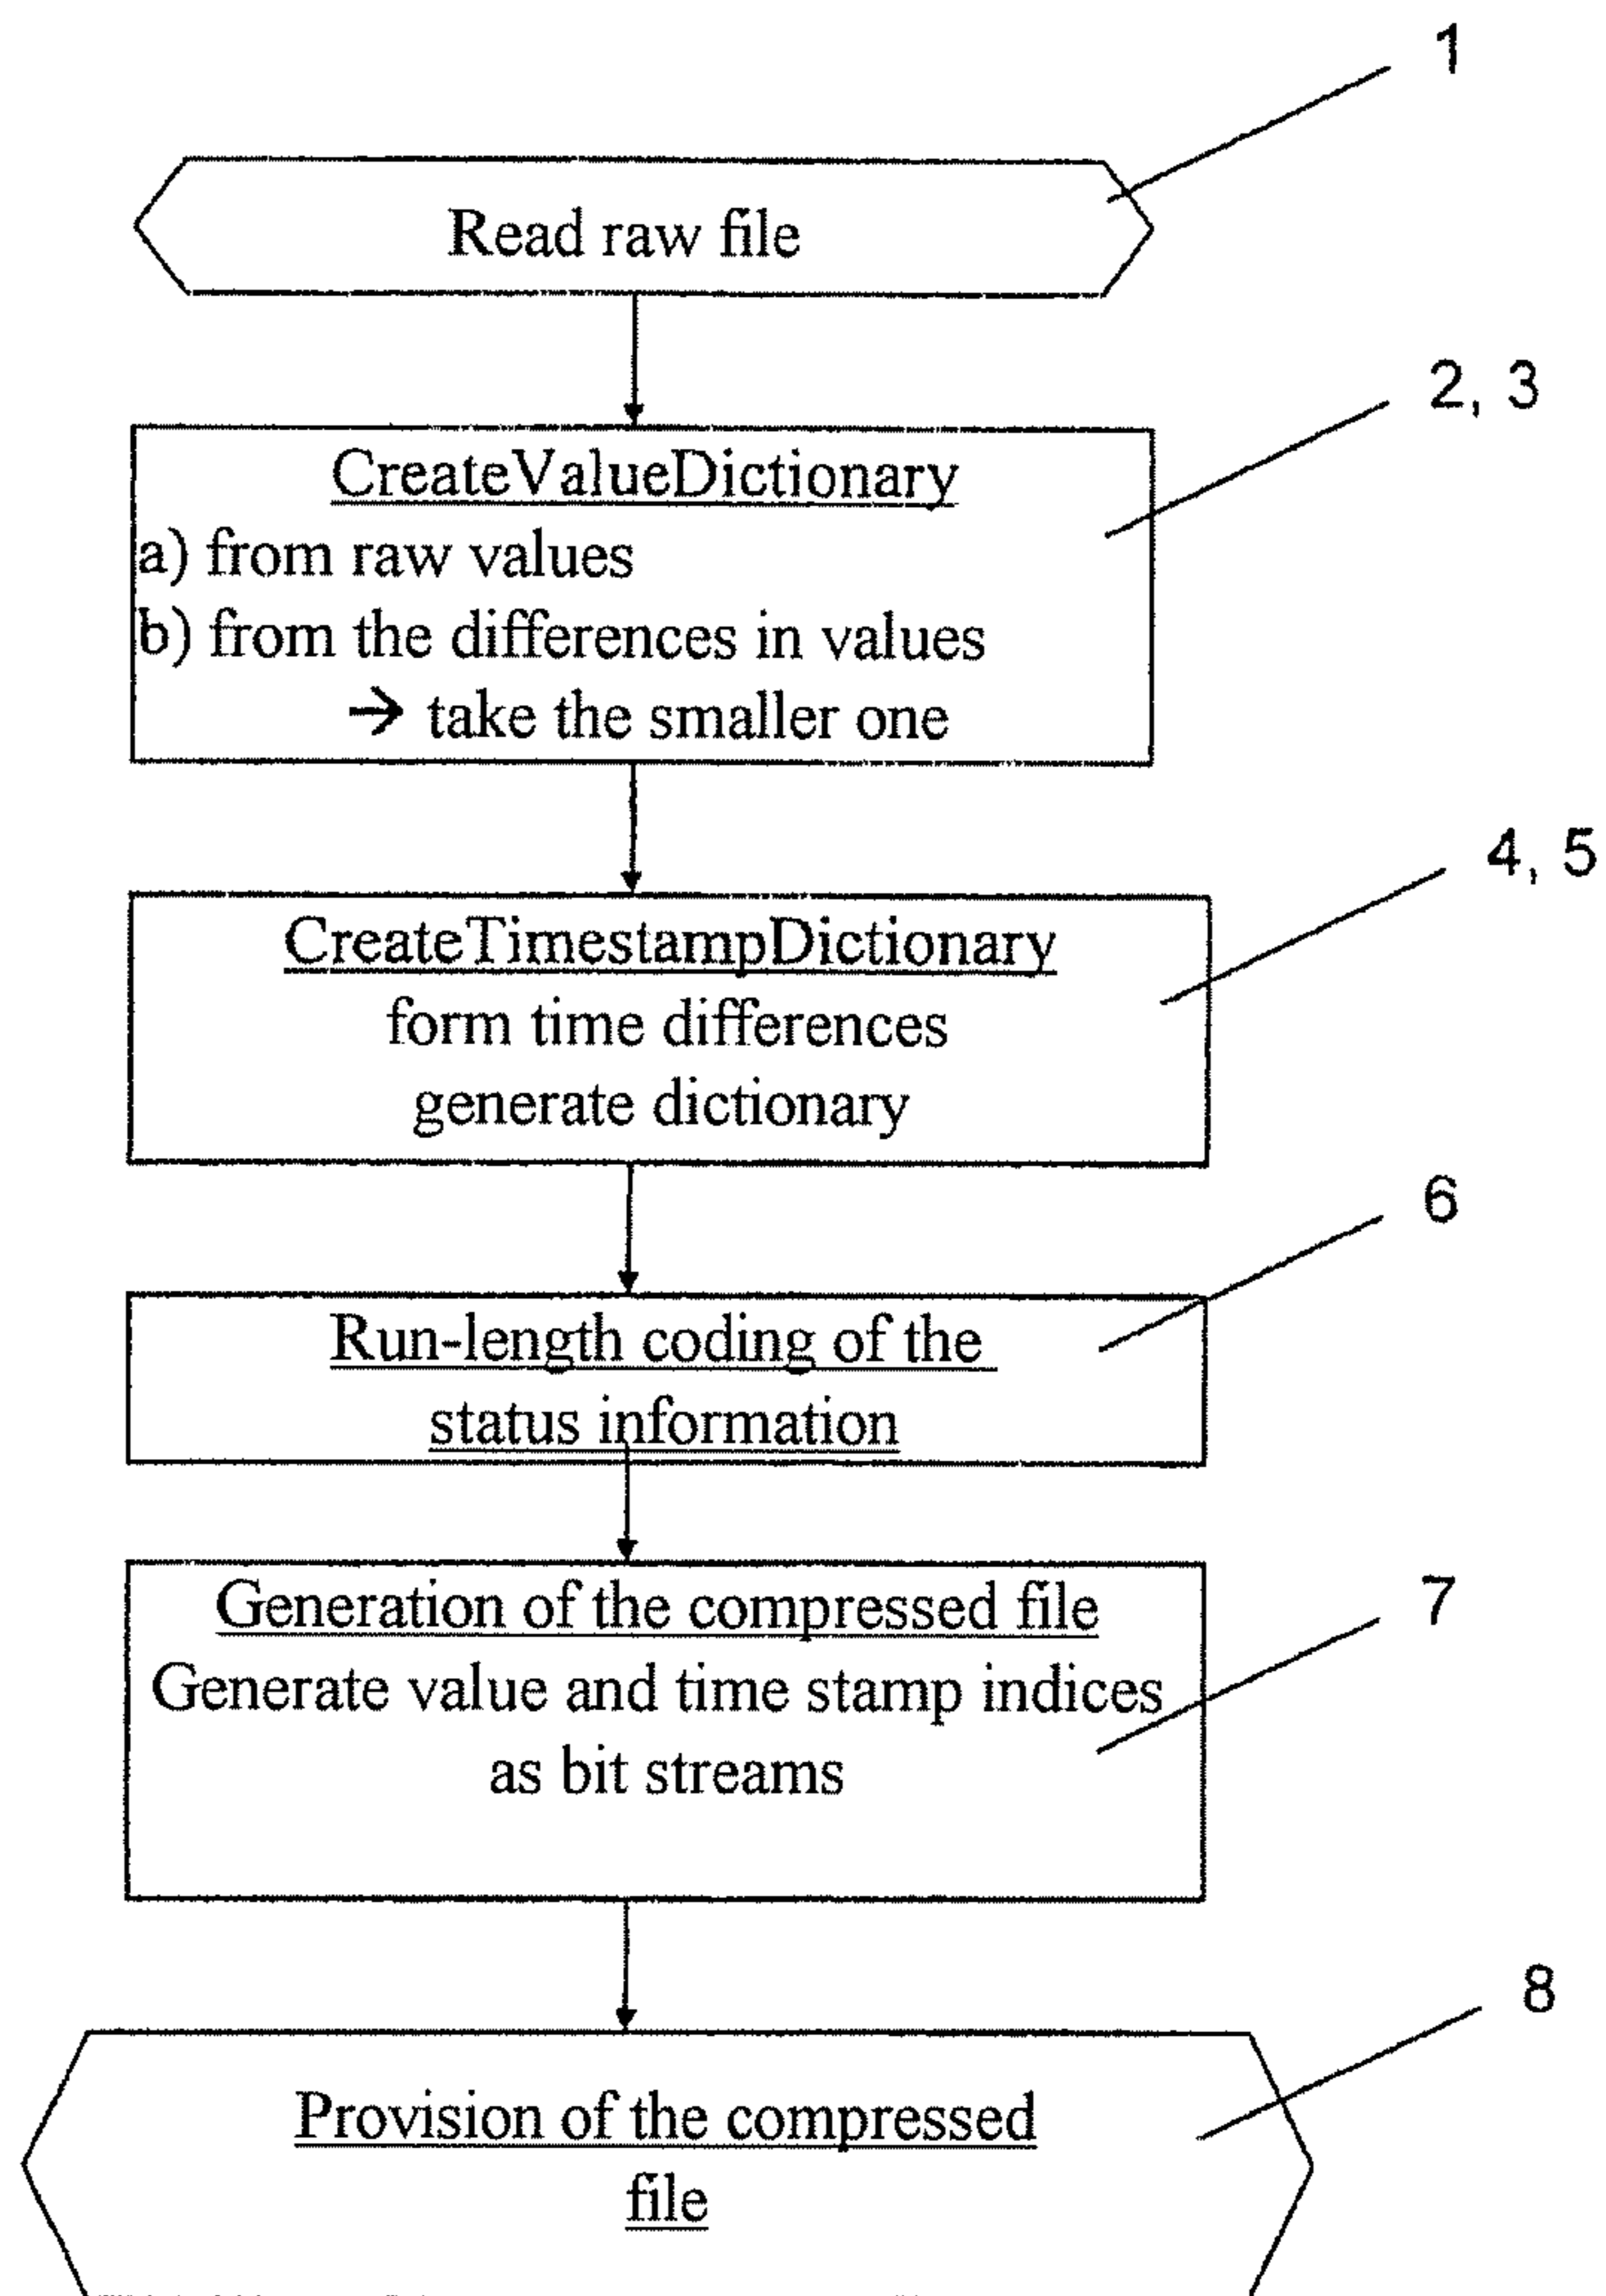 1
Read raw file
2, 3
CreateValueDictionary
a) from raw values
b) from the differences in values
→ take the smaller one
4, 5
CreateTimestampDictionary
form time differences
generate dictionary
6
Run-length coding of the
status information
7
Generation of the compressed file
Generate value and time stamp indices
as bit streams
8
Provision of the compressed
file